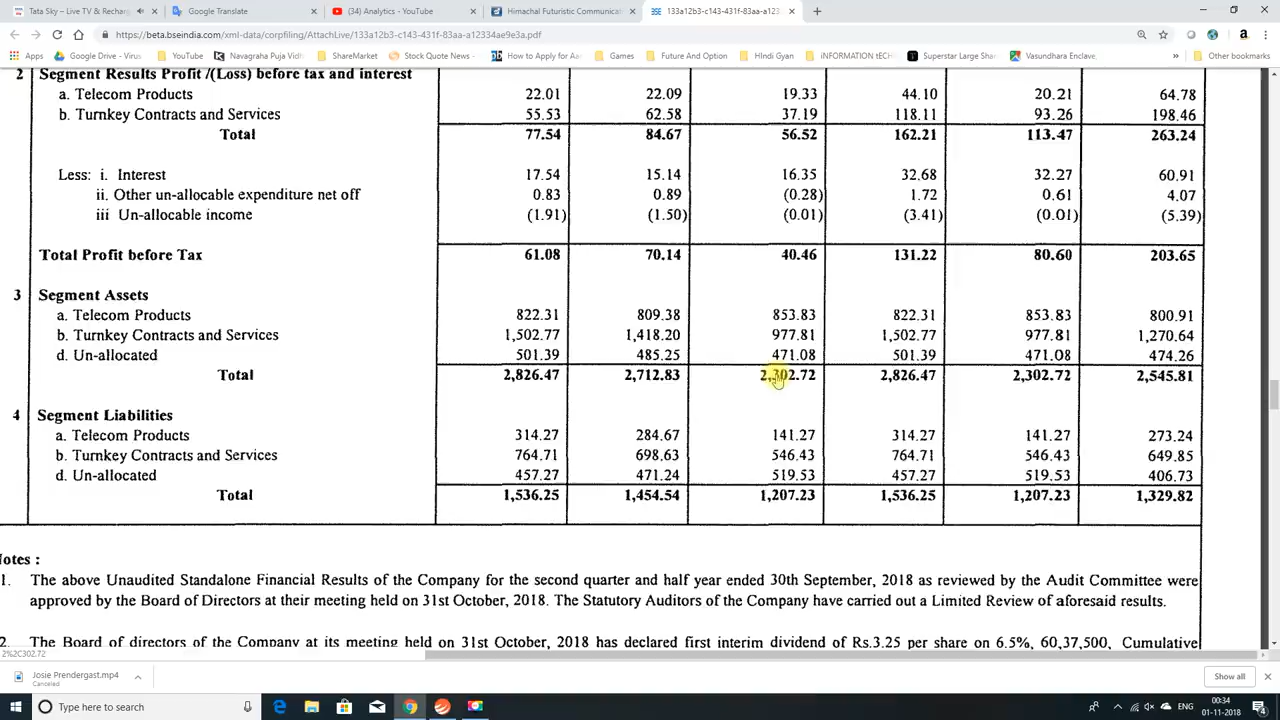 Tata Sky – Live TV & Recharg
Google Translate
(34) Analytics - YouTube
Himachal Futuristic Communicat
133a12b3-c143-431f-83aa-a123
https://beta.bseindia.com/xml-data/corpfiling/AttachLive/133a12b3-c143-431f-83aa-a12334ae9e3a.pdf
Apps Google Drive - Virus YouTube Navagraha Puja Vidh ShareMarket Stock Quote News - How to Apply for Aa Games Future And Option HIndi Gyan iNFORMATION tECHn Superstar Large Shar Vasundhara Enclave, » Other bookmarks
2 Segment Results Profit /(Loss) before tax and interest
a. Telecom Products 22.01 22.09 19.33 44.10 20.21 64.78
b. Turnkey Contracts and Services 55.53 62.58 37.19 118.11 93.26 198.46
Total 77.54 84.67 56.52 162.21 113.47 263.24
Less: i. Interest 17.54 15.14 16.35 32.68 32.27 60.91
ii. Other un-allocable expenditure net off 0.83 0.89 (0.28) 1.72 0.61 4.07
iii Un-allocable income (1.91) (1.50) (0.01) (3.41) (0.01) (5.39)
Total Profit before Tax 61.08 70.14 40.46 131.22 80.60 203.65
3 Segment Assets
a. Telecom Products 822.31 809.38 853.83 822.31 853.83 800.91
b. Turnkey Contracts and Services 1,502.77 1,418.20 977.81 1,502.77 977.81 1,270.64
d. Un-allocated 501.39 485.25 471.08 501.39 471.08 474.26
Total 2,826.47 2,712.83 2,302.72 2,826.47 2,302.72 2,545.81
4 Segment Liabilities
a. Telecom Products 314.27 284.67 141.27 314.27 141.27 273.24
b. Turnkey Contracts and Services 764.71 698.63 546.43 764.71 546.43 649.85
d. Un-allocated 457.27 471.24 519.53 457.27 519.53 406.73
Total 1,536.25 1,454.54 1,207.23 1,536.25 1,207.23 1,329.82
otes :
1. The above Unaudited Standalone Financial Results of the Company for the second quarter and half year ended 30th September, 2018 as reviewed by the Audit Committee were
approved by the Board of Directors at their meeting held on 31st October, 2018. The Statutory Auditors of the Company have carried out a Limited Review of aforesaid results.
2. The Board of directors of the Company at its meeting held on 31st October, 2018 has declared first interim dividend of Rs.3.25 per share on 6.5%, 60,37,500, Cumulative
2%2C302.72
Josie Prendergast.mp4
Canceled
Show all
Type here to search
00:34
01-11-2018
4